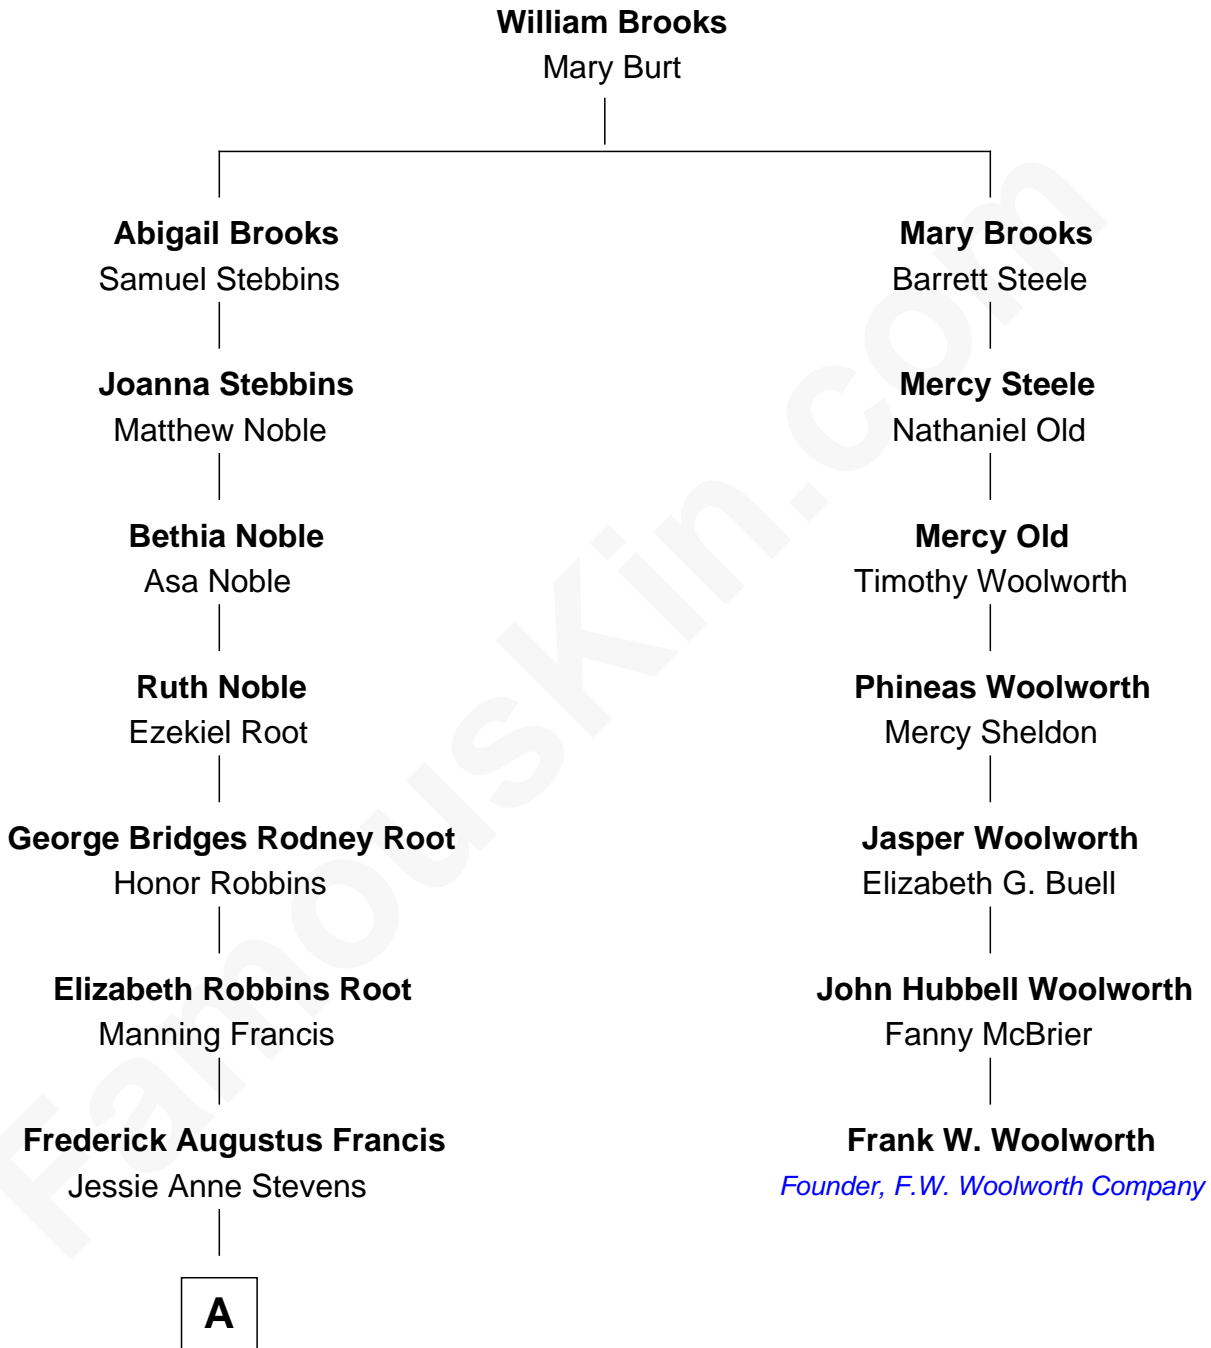 William Brooks
Mary Burt
Abigail Brooks
Samuel Stebbins
Mary Brooks
Barrett Steele
Joanna Stebbins
Matthew Noble
Mercy Steele
Nathaniel Old
Bethia Noble
Asa Noble
Mercy Old
Timothy Woolworth
Ruth Noble
Ezekiel Root
Phineas Woolworth
Mercy Sheldon
George Bridges Rodney Root
Honor Robbins
Jasper Woolworth
Elizabeth G. Buell
Elizabeth Robbins Root
Manning Francis
John Hubbell Woolworth
Fanny McBrier
Frederick Augustus Francis
Jessie Anne Stevens
Frank W. Woolworth
Founder, F.W. Woolworth Company
A
FamousKin.com